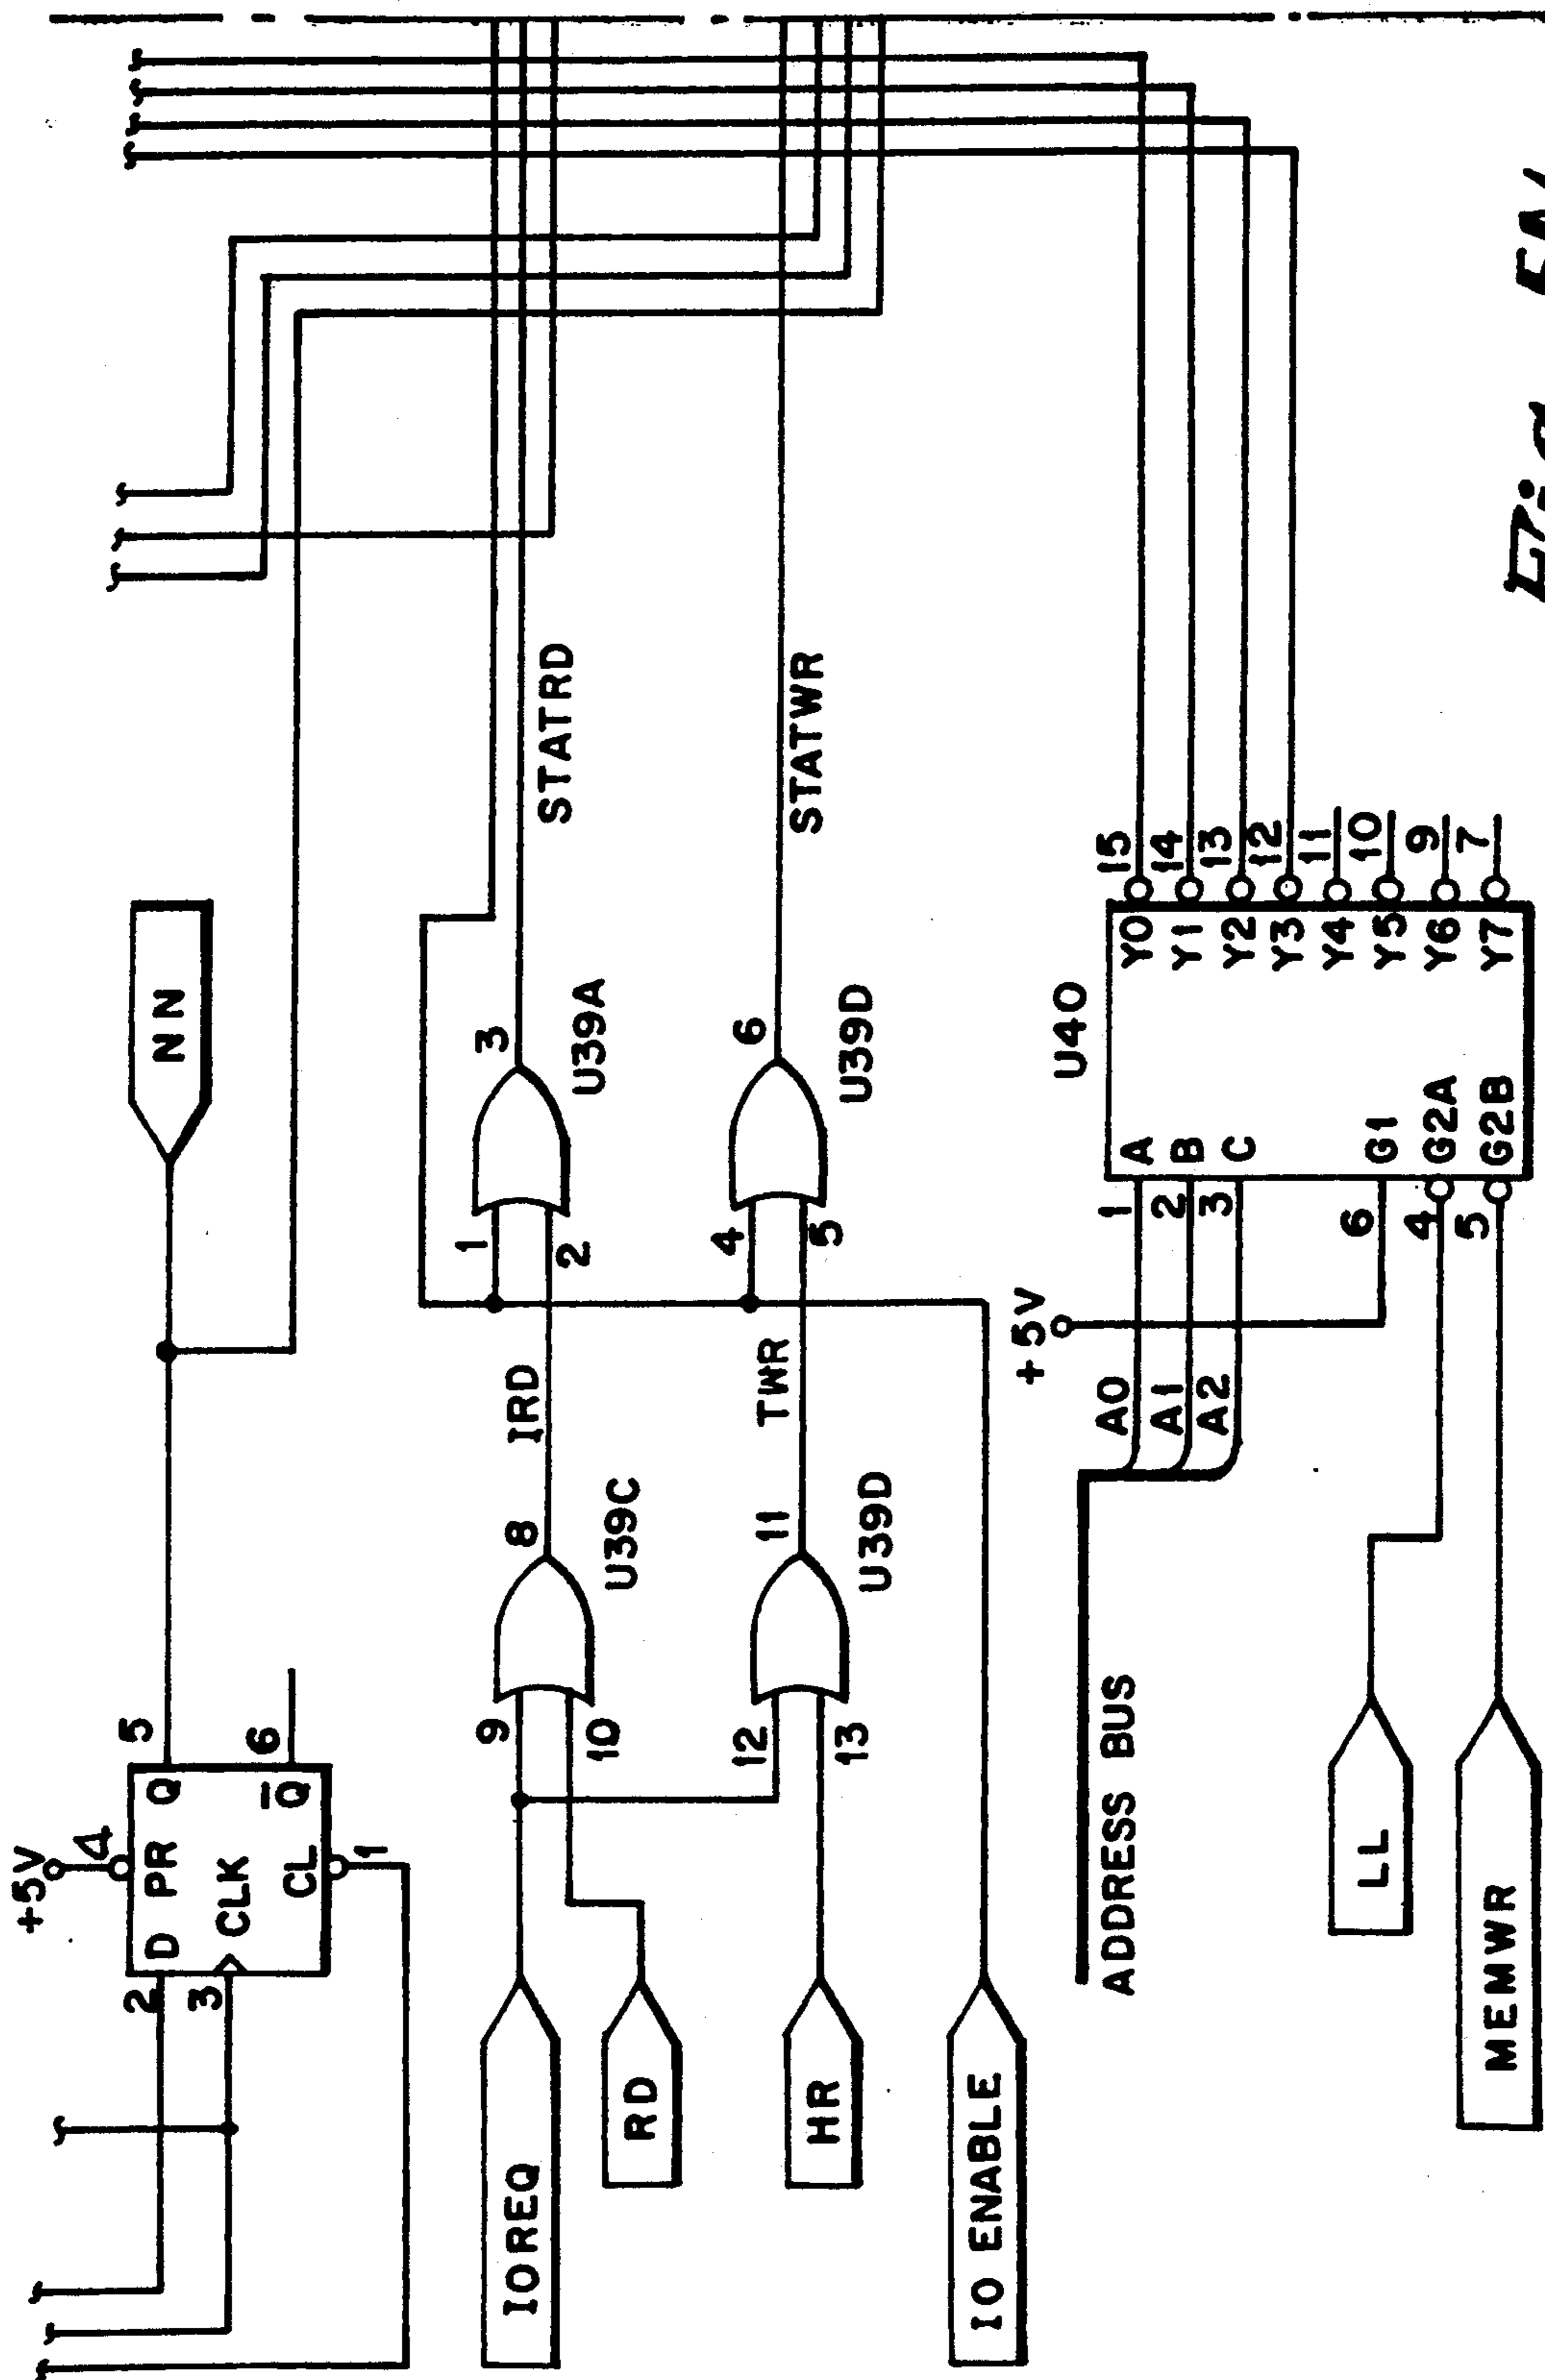 +5V
4
2
D
PR
Q
5
3
CLK
CL
Q
6
1
NN
IOREQ
RD
HR
IO ENABLE
9
10
8
U39C
IRD
1
2
3
U39A
STATRD
12
13
11
U39D
TWR
4
5
6
U39D
STATWR
ADDRESS BUS
A0
A1
A2
+5V
LL
MEMWR
U40
1
A
Y0
15
2
B
Y1
14
3
C
Y2
13
Y3
12
Y4
11
6
G1
Y5
10
4
G2A
Y6
9
5
G2B
Y7
7